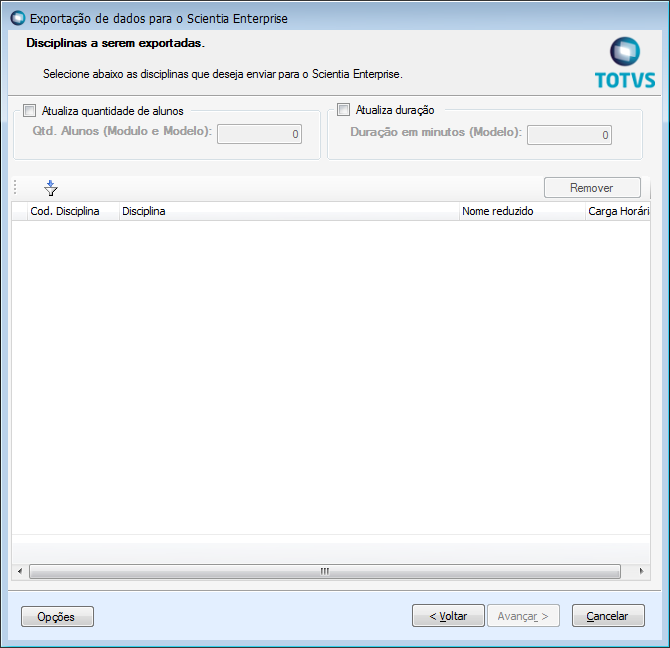 Exportação de dados para o Scientia Enterprise
Disciplinas a serem exportadas.
Selecione abaixo as disciplinas que deseja enviar para o Scientia Enterprise.
TOTVS
Atualiza quantidade de alunos
Qtd. Alunos (Modulo e Modelo): 0
Atualiza duração
Duração em minutos (Modelo): 0
Remover
Cod. Disciplina Disciplina Nome reduzido Carga Horári
Opções < Voltar Avançar > Cancelar